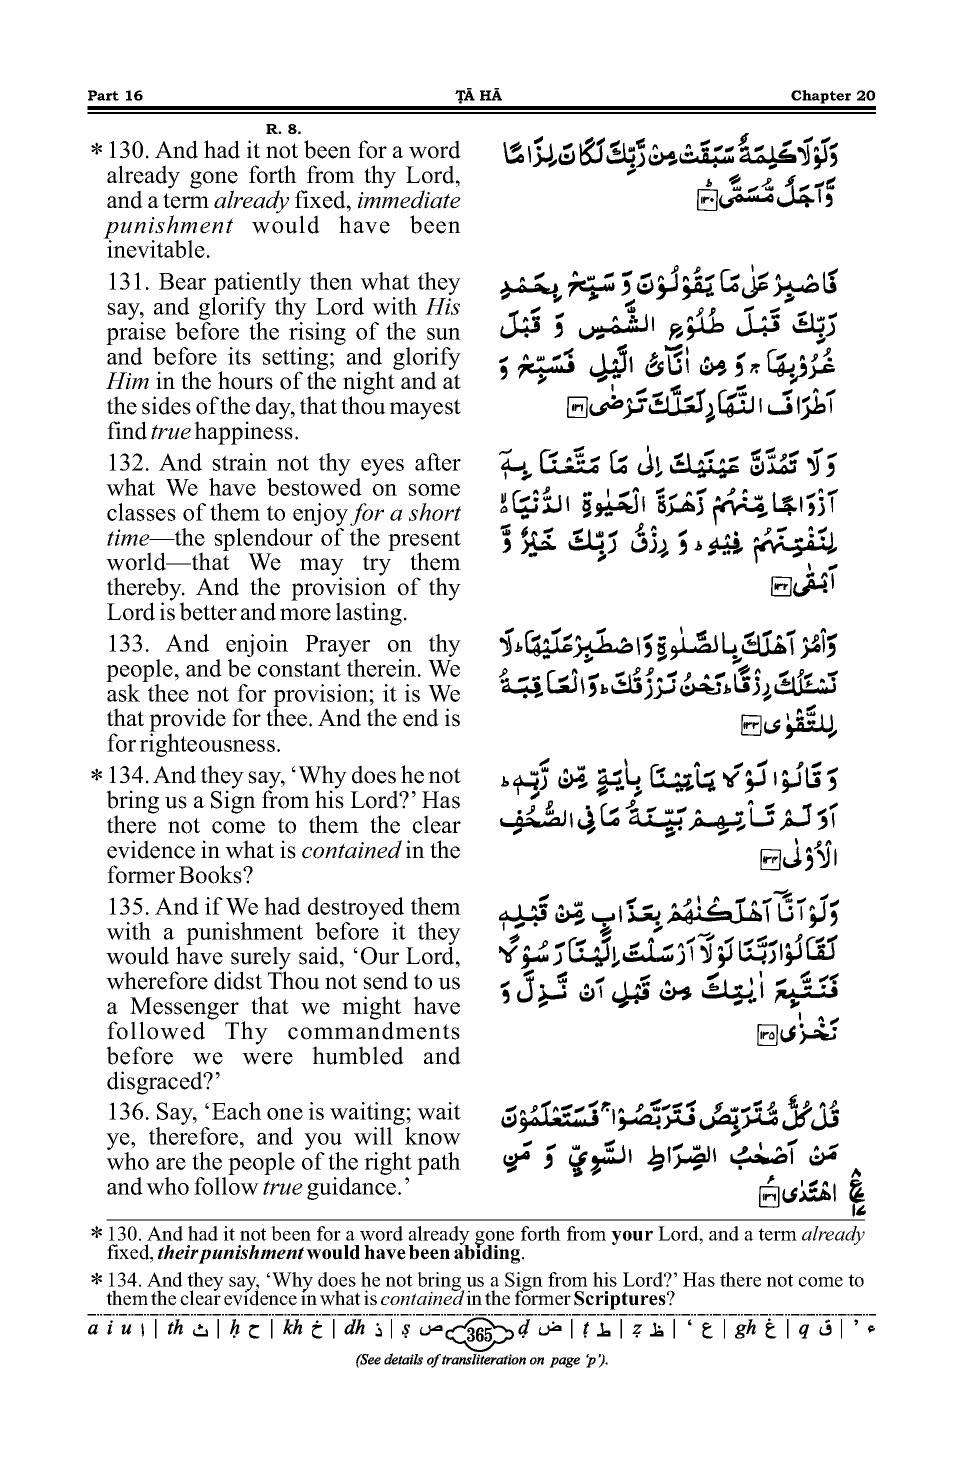 Part 16 ṬĀ HĀ Chapter 20
R. 8.
* 130. And had it not been for a word
already gone forth from thy Lord,
and a term already fixed, immediate
punishment would have been
inevitable.
وَلَوْلَا كَلِمَةٌ سَبَقَتْ مِنْ رَّبِّكَ لَكَانَ لِزَامًا
وَّاَجَلٌ مُّسَمًّى ﴿۱۳۰﴾
131. Bear patiently then what they
say, and glorify thy Lord with His
praise before the rising of the sun
and before its setting; and glorify
Him in the hours of the night and at
the sides of the day, that thou mayest
find true happiness.
فَاصْبِرْ عَلٰى مَا يَقُوْلُوْنَ وَ سَبِّحْ بِحَمْدِ
رَبِّكَ قَبْلَ طُلُوْعِ الشَّمْسِ وَ قَبْلَ
غُرُوْبِهَا ۚ وَ مِنْ اٰنَآئِ الَّيْلِ فَسَبِّحْ وَ
اَطْرَافَ النَّهَارِ لَعَلَّكَ تَرْضٰى ﴿۱۳۱﴾
132. And strain not thy eyes after
what We have bestowed on some
classes of them to enjoy for a short
time—the splendour of the present
world—that We may try them
thereby. And the provision of thy
Lord is better and more lasting.
وَ لَا تَمُدَّنَّ عَيْنَيْكَ اِلٰى مَا مَتَّعْنَا بِهٖۤ
اَزْوَاجًا مِّنْهُمْ زَهْرَةَ الْحَيٰوةِ الدُّنْيَا ۙ
لِنَفْتِنَهُمْ فِيْهِ ؕ وَ رِزْقُ رَبِّكَ خَيْرٌ وَّ
اَبْقٰى ﴿۱۳۲﴾
133. And enjoin Prayer on thy
people, and be constant therein. We
ask thee not for provision; it is We
that provide for thee. And the end is
for righteousness.
وَاْمُرْ اَهْلَكَ بِالصَّلٰوةِ وَاصْطَبِرْ عَلَيْهَا ؕ لَا
نَسْـَٔلُكَ رِزْقًا ؕ نَحْنُ نَرْزُقُكَ ؕ وَالْعَاقِبَةُ
لِلتَّقْوٰى ﴿۱۳۳﴾
* 134. And they say, ‘Why does he not
bring us a Sign from his Lord?’ Has
there not come to them the clear
evidence in what is contained in the
former Books?
وَ قَالُوْا لَوْلَا يَاْتِيْنَا بِاٰيَةٍ مِّنْ رَّبِّهٖ ؕ
اَوَلَمْ تَاْتِهِمْ بَيِّنَةُ مَا فِى الصُّحُفِ
الْاُوْلٰى ﴿۱۳۴﴾
135. And if We had destroyed them
with a punishment before it they
would have surely said, ‘Our Lord,
wherefore didst Thou not send to us
a Messenger that we might have
followed Thy commandments
before we were humbled and
disgraced?’
وَلَوْ اَنَّاۤ اَهْلَكْنٰهُمْ بِعَذَابٍ مِّنْ قَبْلِهٖ
لَقَالُوْا رَبَّنَا لَوْلَاۤ اَرْسَلْتَ اِلَيْنَا رَسُوْلًا
فَنَتَّبِعَ اٰيٰتِكَ مِنْ قَبْلِ اَنْ نَّذِلَّ وَ
نَخْزٰى ﴿۱۳۵﴾
136. Say, ‘Each one is waiting; wait
ye, therefore, and you will know
who are the people of the right path
and who follow true guidance.’
قُلْ كُلٌّ مُّتَرَبِّصٌ فَتَرَبَّصُوْا ۚ فَسَتَعْلَمُوْنَ
مَنْ اَصْحٰبُ الصِّرَاطِ السَّوِيِّ وَ مَنِ
اهْتَدٰى ﴿۱۳۶﴾
* 130. And had it not been for a word already gone forth from your Lord, and a term already
fixed, their punishment would have been abiding.
* 134. And they say, ‘Why does he not bring us a Sign from his Lord?’ Has there not come to
them the clear evidence in what is contained in the former Scriptures?
a i u ا | th ث | ḥ ح | kh خ | dh ذ | ṣ ص 365 ḍ ض | ṭ ط | ẓ ظ | ‘ ع | gh غ | q ق | ’ ء
(See details of transliteration on page ‘p’).